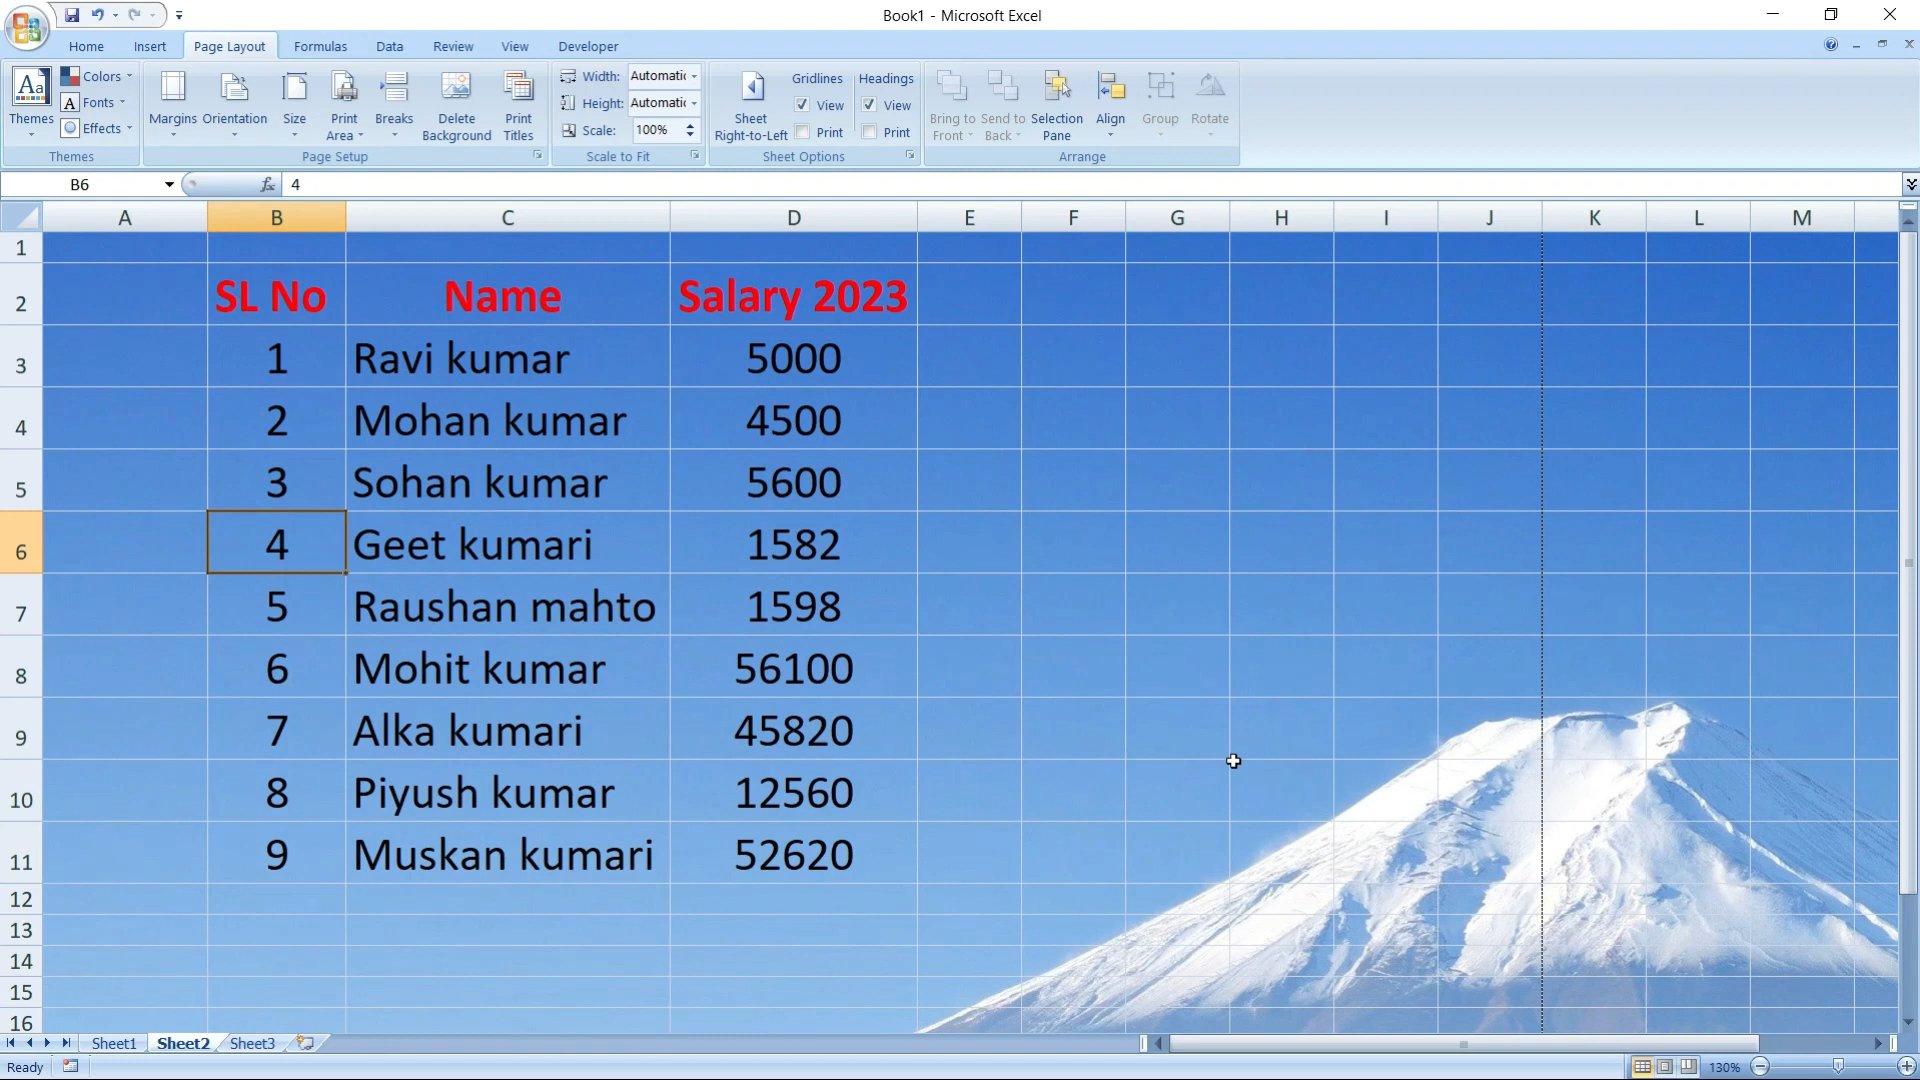 Book1 - Microsoft Excel
Home Insert Page Layout Formulas Data Review View Developer
Aa Themes
Colors
A Fonts
Effects
Themes
Margins Orientation Size Print Area Breaks Delete Background Print Titles
Page Setup
Width: Automatic
Height: Automatic
Scale: 100%
Scale to Fit
Sheet Right-to-Left
Gridlines Headings
View View
Print Print
Sheet Options
Bring to Front Send to Back Selection Pane Align Group Rotate
Arrange
B6 fx 4
A B C D E F G H I J K L M
1
2 SL No Name Salary 2023
3 1 Ravi kumar 5000
4 2 Mohan kumar 4500
5 3 Sohan kumar 5600
6 4 Geet kumari 1582
7 5 Raushan mahto 1598
8 6 Mohit kumar 56100
9 7 Alka kumari 45820
10 8 Piyush kumar 12560
11 9 Muskan kumari 52620
12
13
14
15
16
Sheet1 Sheet2 Sheet3
Ready 130%